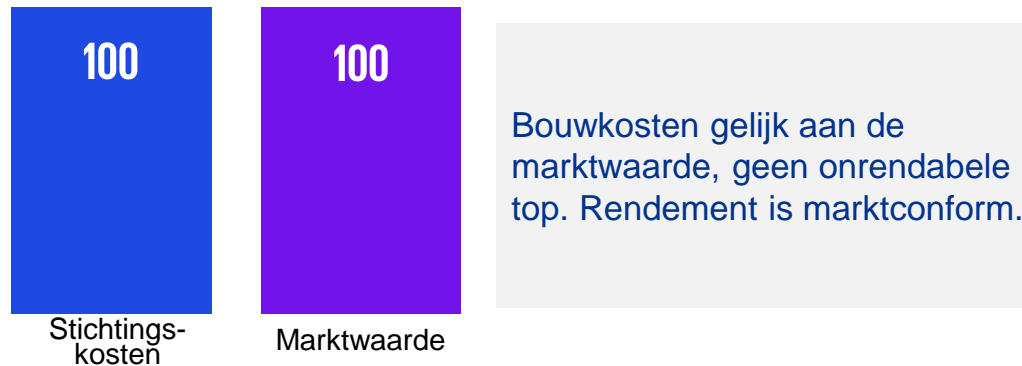 100
100
Bouwkosten gelijk aan de
marktwaarde, geen onrendabele
top. Rendement is marktconform.
Stichtings-
kosten
Marktwaarde